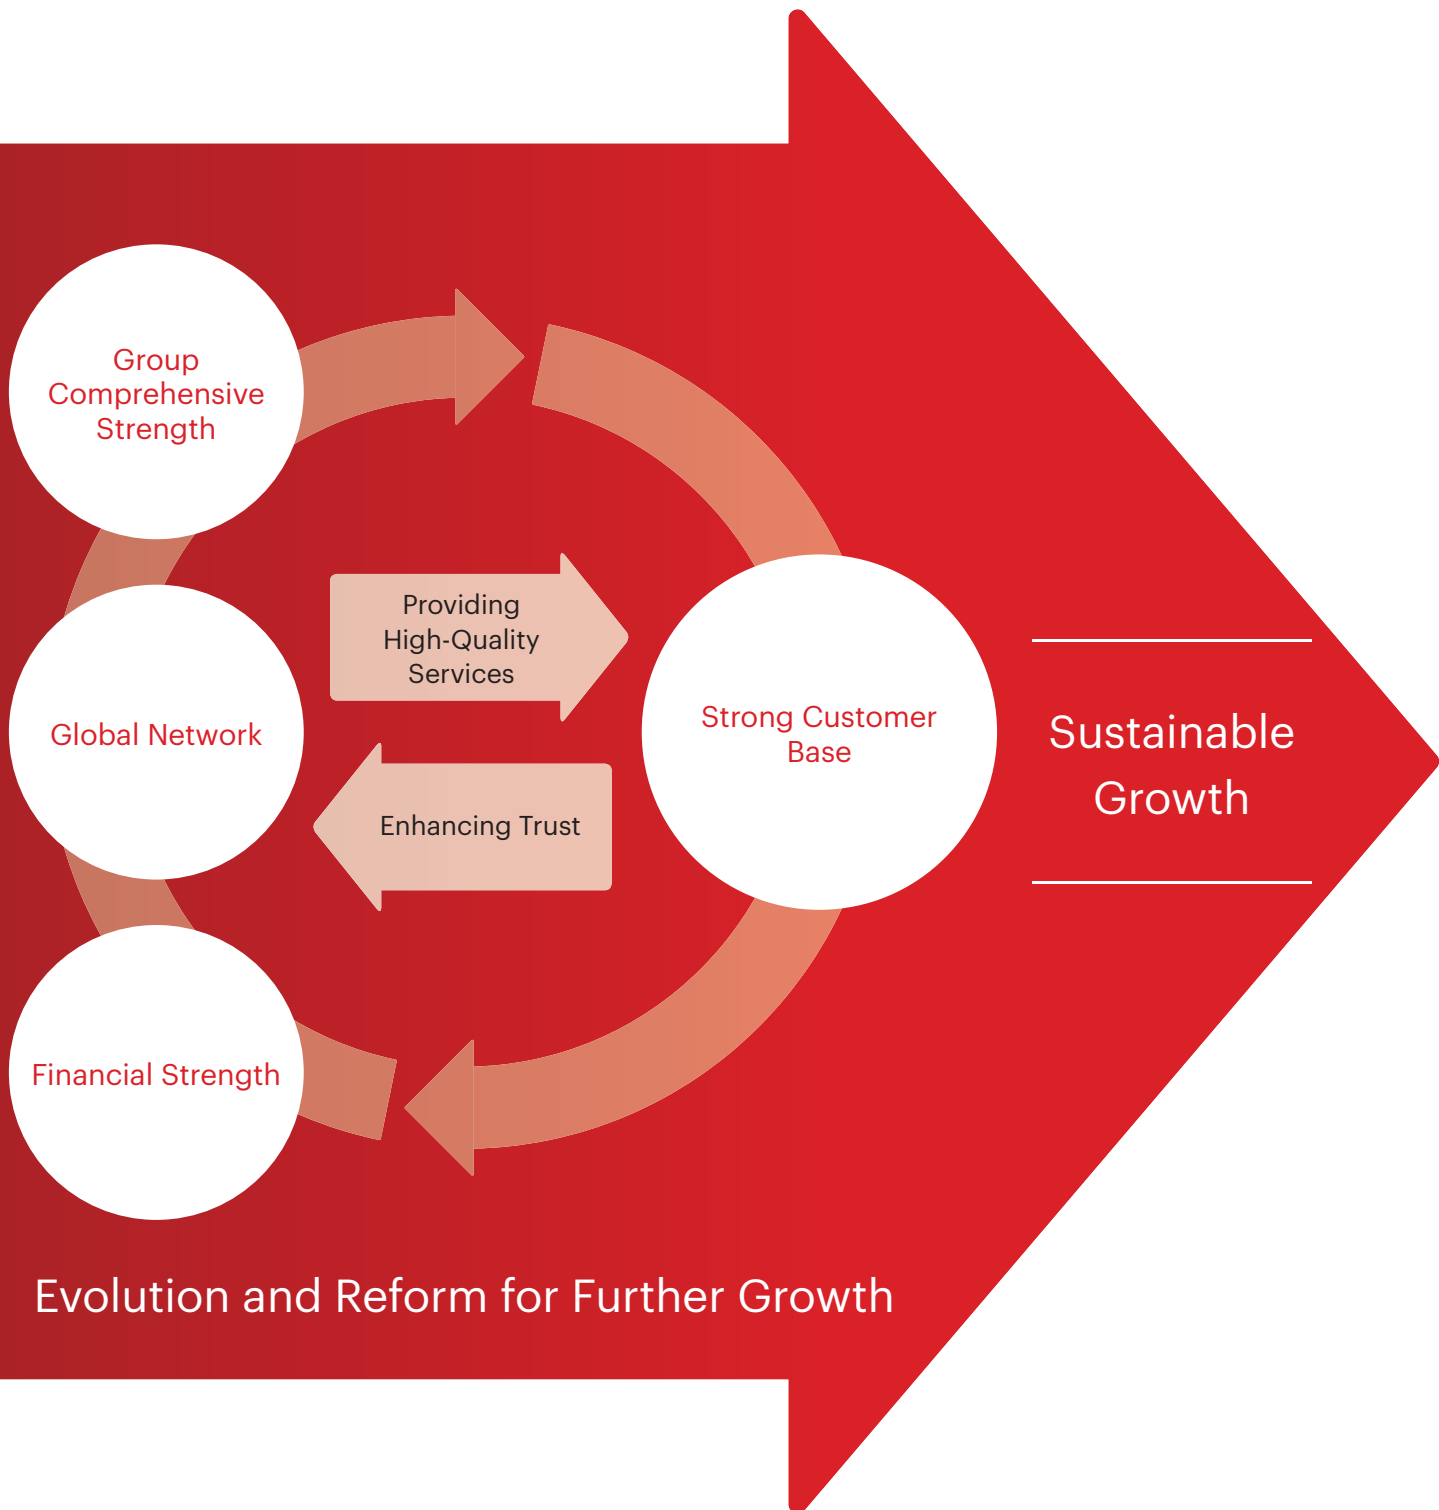 Group
Comprehensive
Strength
Providing
High-Quality
Services
Global Network
Strong Customer
Base
Sustainable
Growth
Enhancing Trust
Financial Strength
Evolution and Reform for Further Growth